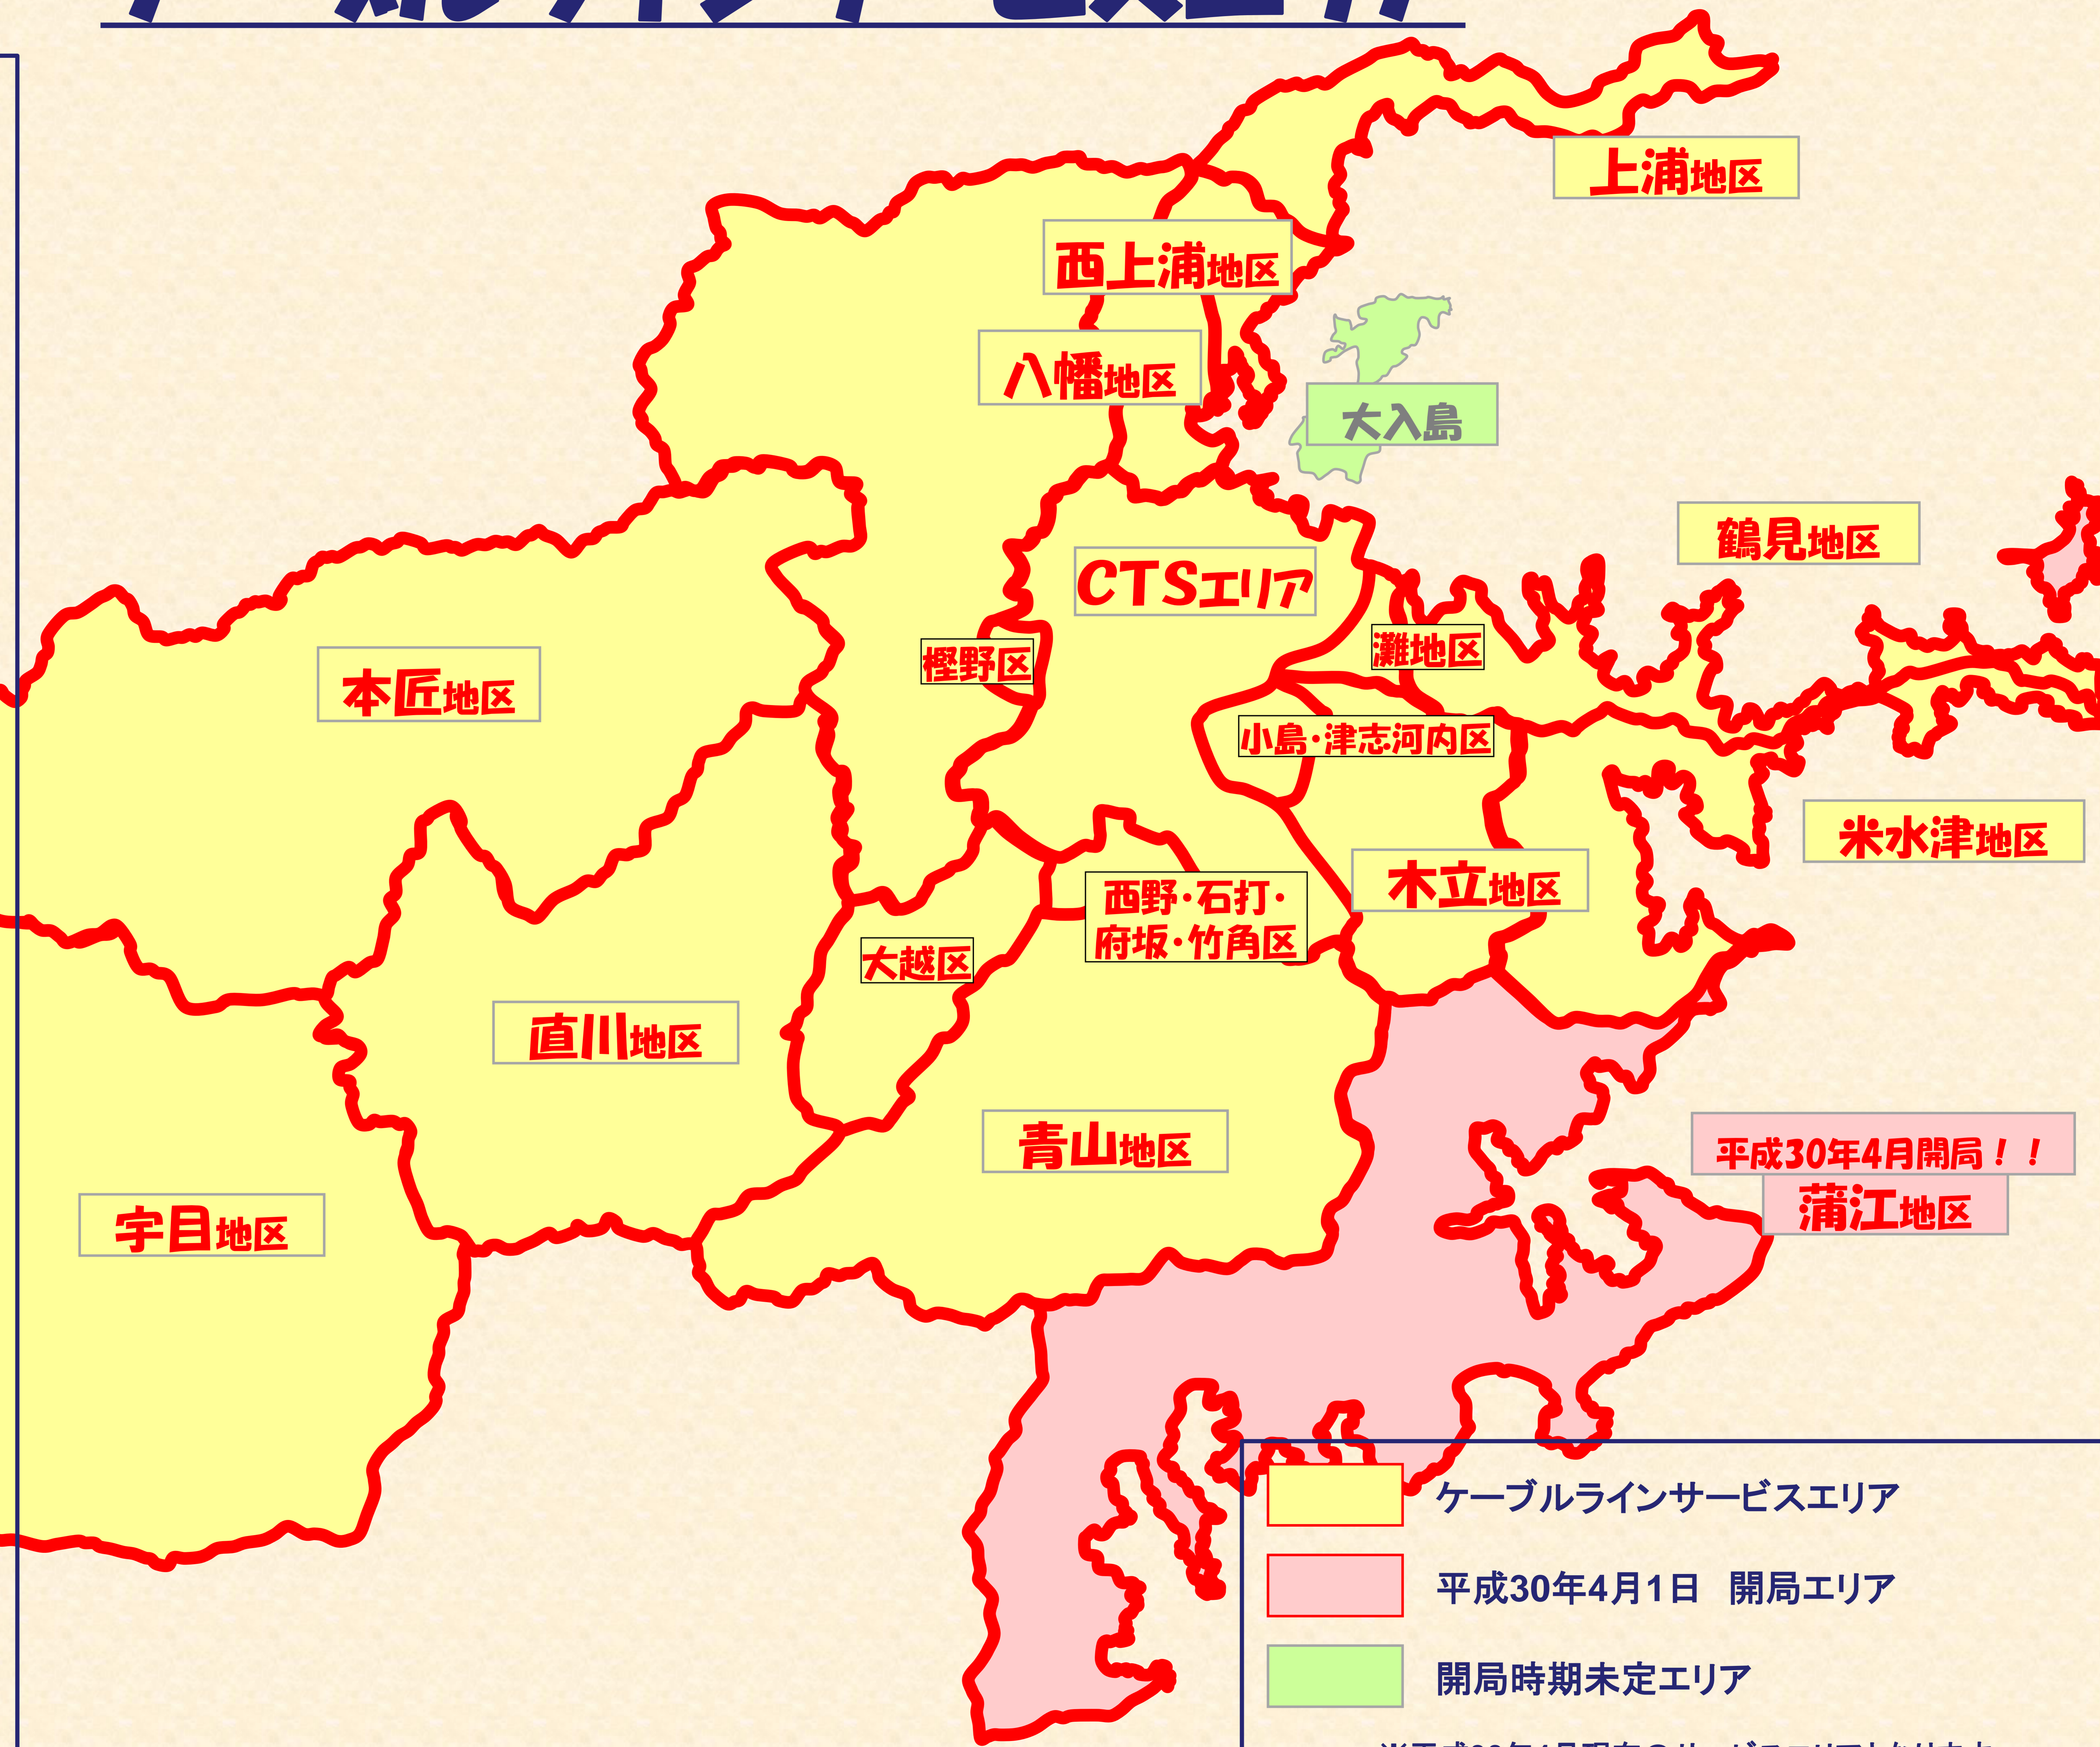 上浦地区
西上浦地区
八幡地区
大入島
鶴見地区
CTSエリア
樫野区
灘地区
本匠地区
小島・津志河内区
米水津地区
木立地区
西野・石打・
府坂・竹角区
大越区
直川地区
青山地区
平成30年4月開局！！
蒲江地区
宇目地区
ケーブルラインサービスエリア
平成30年4月1日 開局エリア
開局時期未定エリア